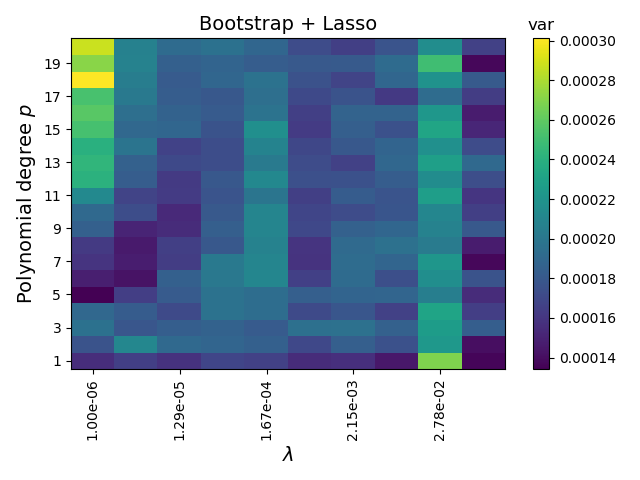 Bootstrap + Lasso
var
Polynomial degree p
19
17
15
13
11
9
7
5
3
1
1.00e-06
1.29e-05
1.67e-04
2.15e-03
2.78e-02
λ
0.00030
0.00028
0.00026
0.00024
0.00022
0.00020
0.00018
0.00016
0.00014